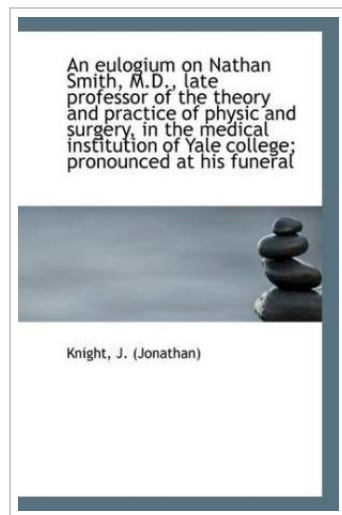 An eulogium on Nathan
Smith, M.D., late
professor of the theory
and practice of physic and
surgery, in the medical
institution of Yale college;
pronounced at his funeral
Knight, J. (Jonathan)